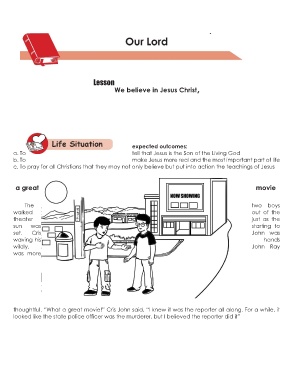 Our Lord
Lesson
We believe in Jesus Christ,
Life Situation
expected outcomes:
a. To tell that Jesus is the Son of the Living God
b. To make Jesus more real and the most important part of life
c. To pray for all Christians that they may not only believe but put into action the teachings of Jesus
a great movie
NOW SHOWING
The two boys
walked out of the
theater just as the
sun was starting to
set. Cris John was
waving his hands
wildly. John Ray
was more
thoughtful. "What a great movie!" Cris John said, "I knew it was the reporter all along. For a while, it
looked like the state police officer was the murderer, but I believed the reporter did it"